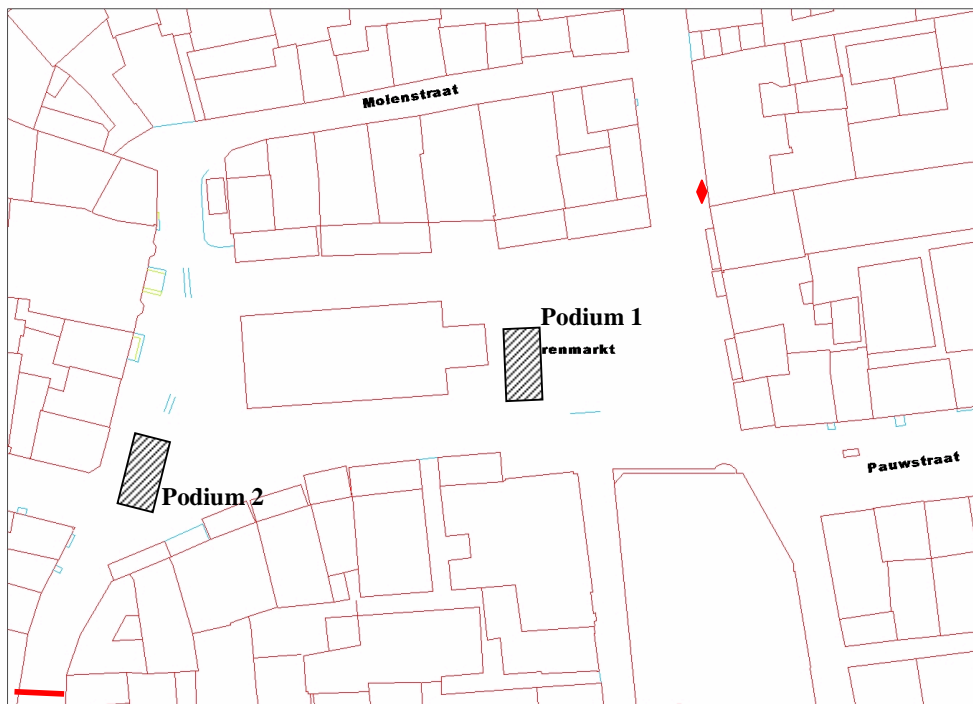 Molenstraat
Podium 1
renmarkt
Pauwstraat
Podium 2